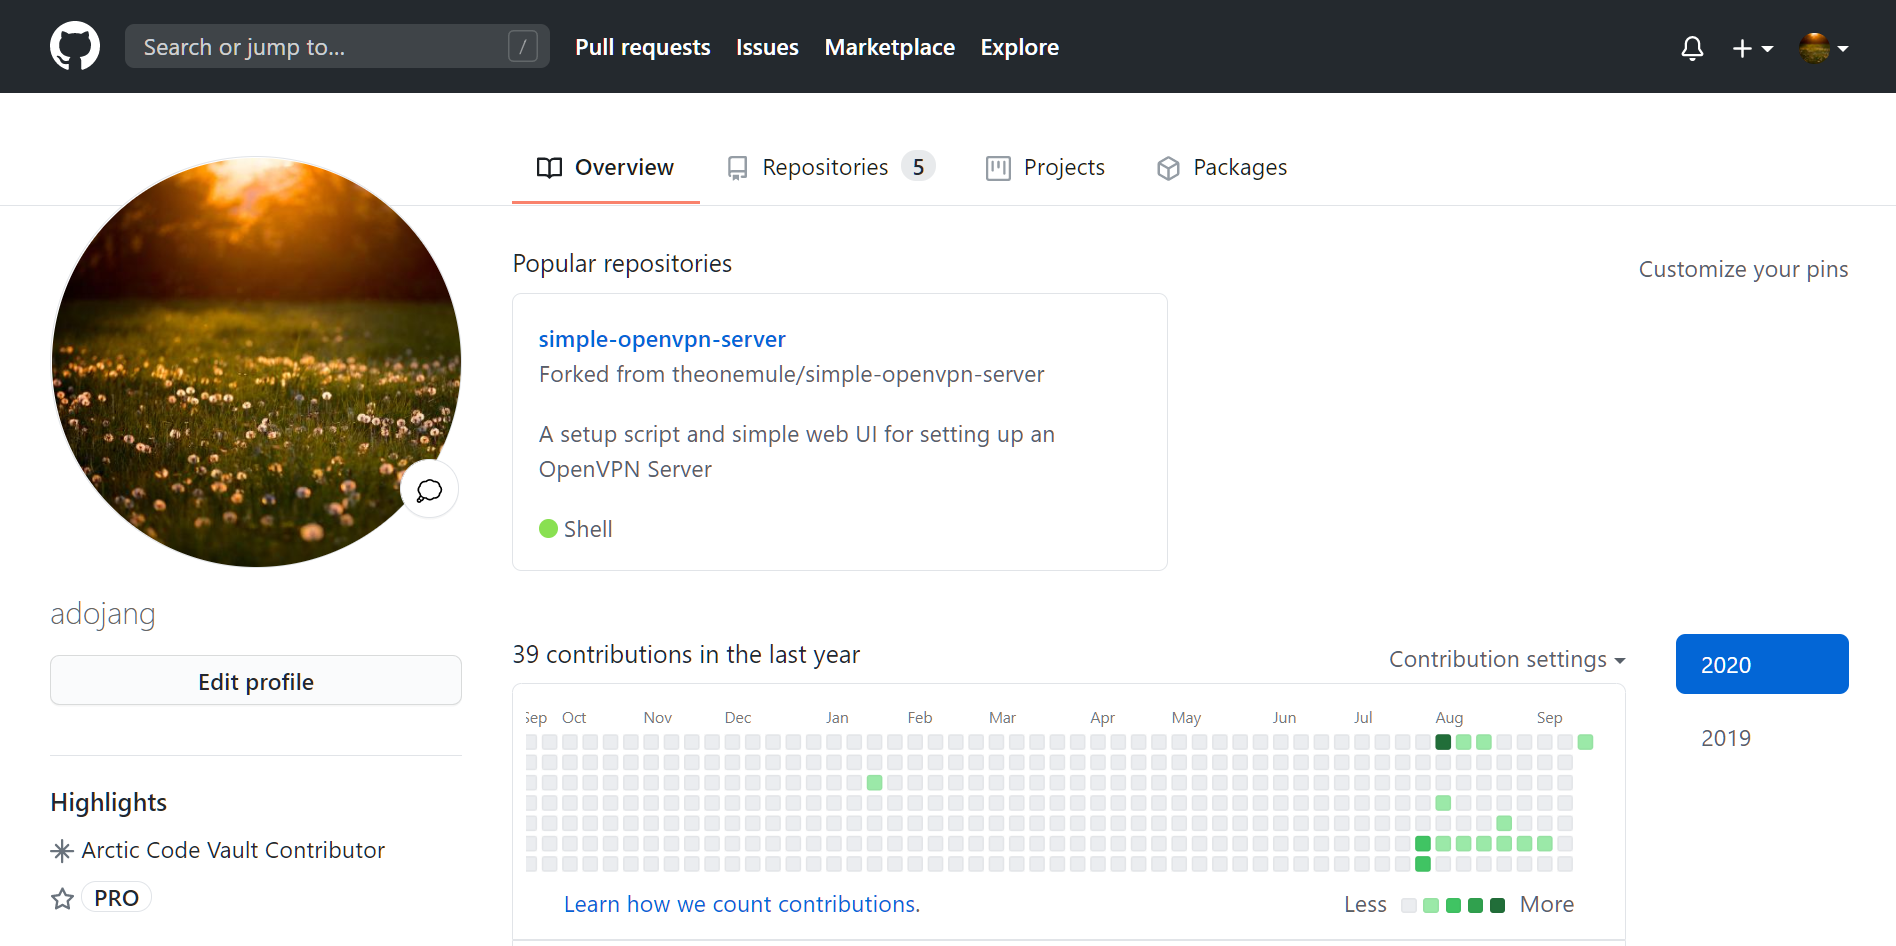 Search or jump to... /
Pull requests Issues Marketplace Explore
Overview Repositories 5 Projects Packages
Popular repositories
Customize your pins
simple-openvpn-server
Forked from theonemule/simple-openvpn-server
A setup script and simple web UI for setting up an
OpenVPN Server
Shell
adojang
Edit profile
Highlights
Arctic Code Vault Contributor
PRO
39 contributions in the last year
Contribution settings
2020
2019
Sep Oct Nov Dec Jan Feb Mar Apr May Jun Jul Aug Sep
Learn how we count contributions.
Less More